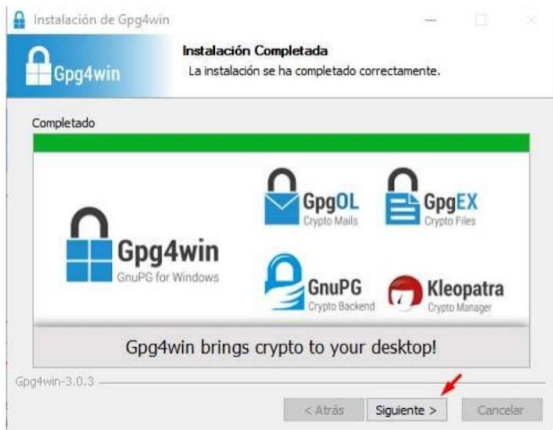 Instalación de Gpg4win
Gpg4win
Instalación Completada
La instalación se ha completado correctamente.
Completado
Gpg4win
GnuPG for Windows
GpgOL
Crypto Mails
GpgEX
Crypto Files
GnuPG
Crypto Backend
Kleopatra
Crypto Manager
Gpg4win brings crypto to your desktop!
Gpg4win-3.0.3
< Atrás
Siguiente >
Cancelar